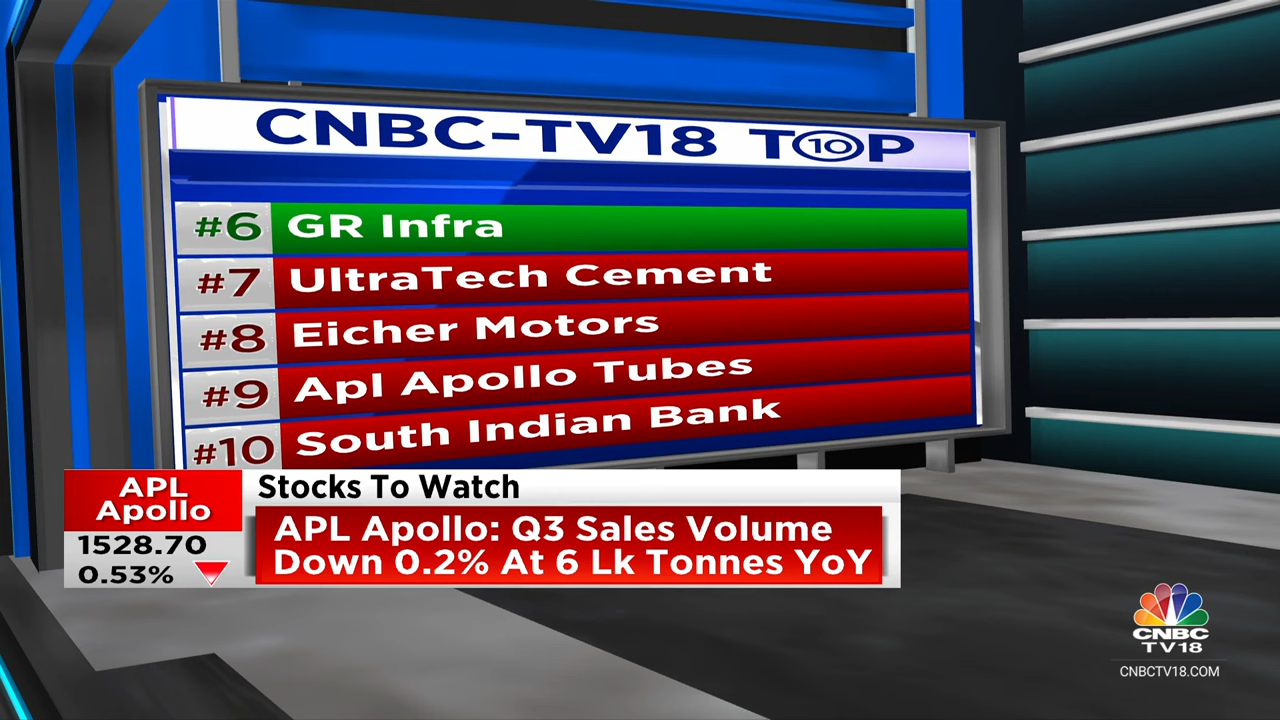 CNBC-TV18 TOP 10
#6 GR Infra
#7 UltraTech Cement
#8 Eicher Motors
#9 Apl Apollo Tubes
#10 South Indian Bank
APL
Apollo
1528.70
0.53%
Stocks To Watch
APL Apollo: Q3 Sales Volume
Down 0.2% At 6 Lk Tonnes YoY
CNBC
TV18
CNBCTV18.COM